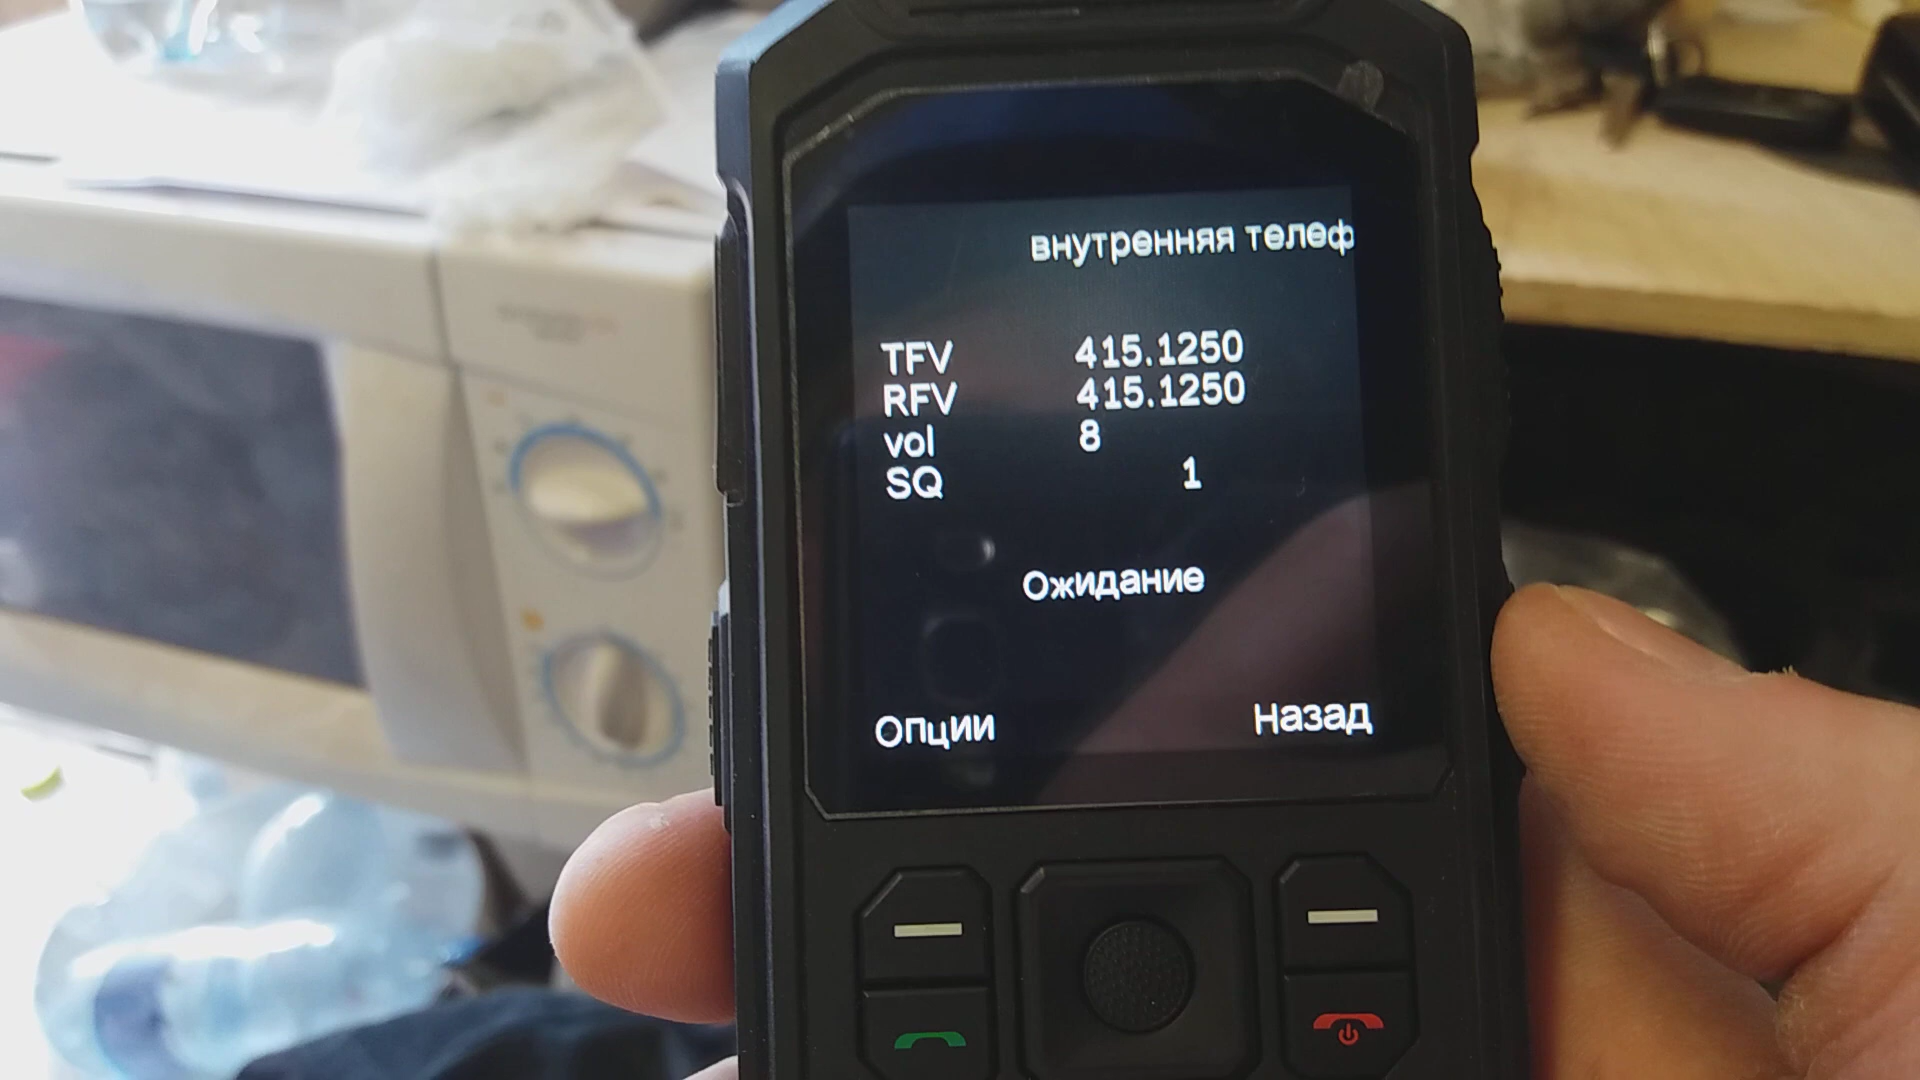 внутренняя телеф
TFV 415.1250
RFV 415.1250
vol 8
SQ 1
Ожидание
Опции Назад